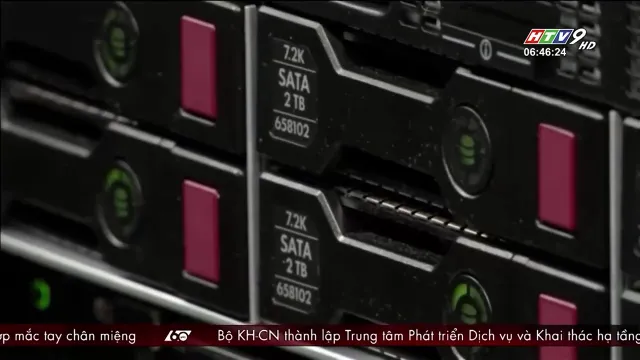 HTV9 HD
06:46:24
7.2K
SATA
2 TB
658102
7.2K
SATA
2 TB
658102
ợp mắc tay chân miệng
Bộ KH-CN thành lập Trung tâm Phát triển Dịch vụ và Khai thác hạ tầng